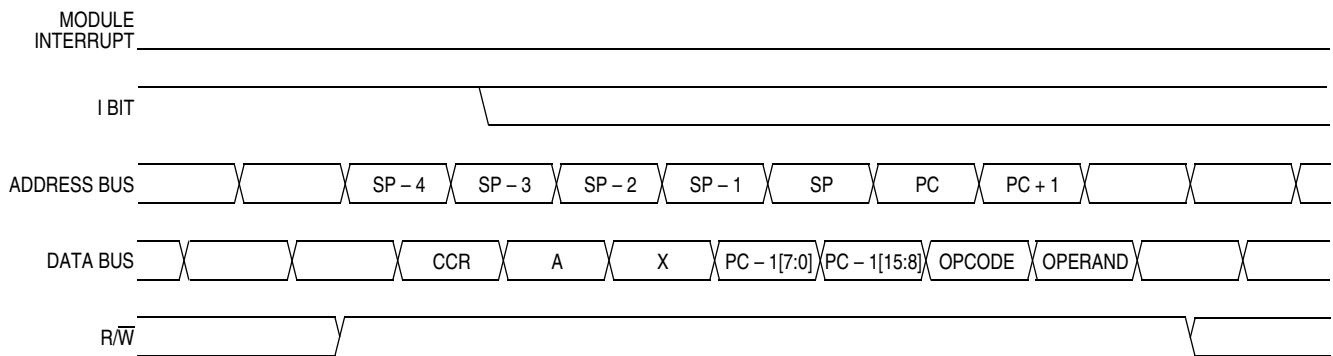 MODULE
INTERRUPT
I BIT
ADDRESS BUS SP – 4 SP – 3 SP – 2 SP – 1 SP PC PC + 1
DATA BUS CCR A X PC – 1[7:0] PC – 1[15:8] OPCODE OPERAND
R/W̅